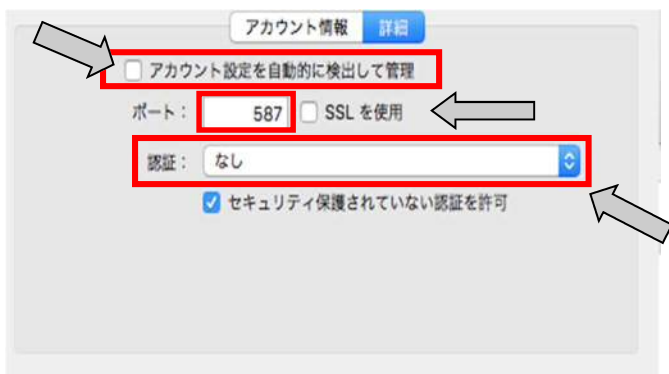 アカウント情報 詳細
アカウント設定を自動的に検出して管理
ポート： 587 SSL を使用
認証： なし
セキュリティ保護されていない認証を許可